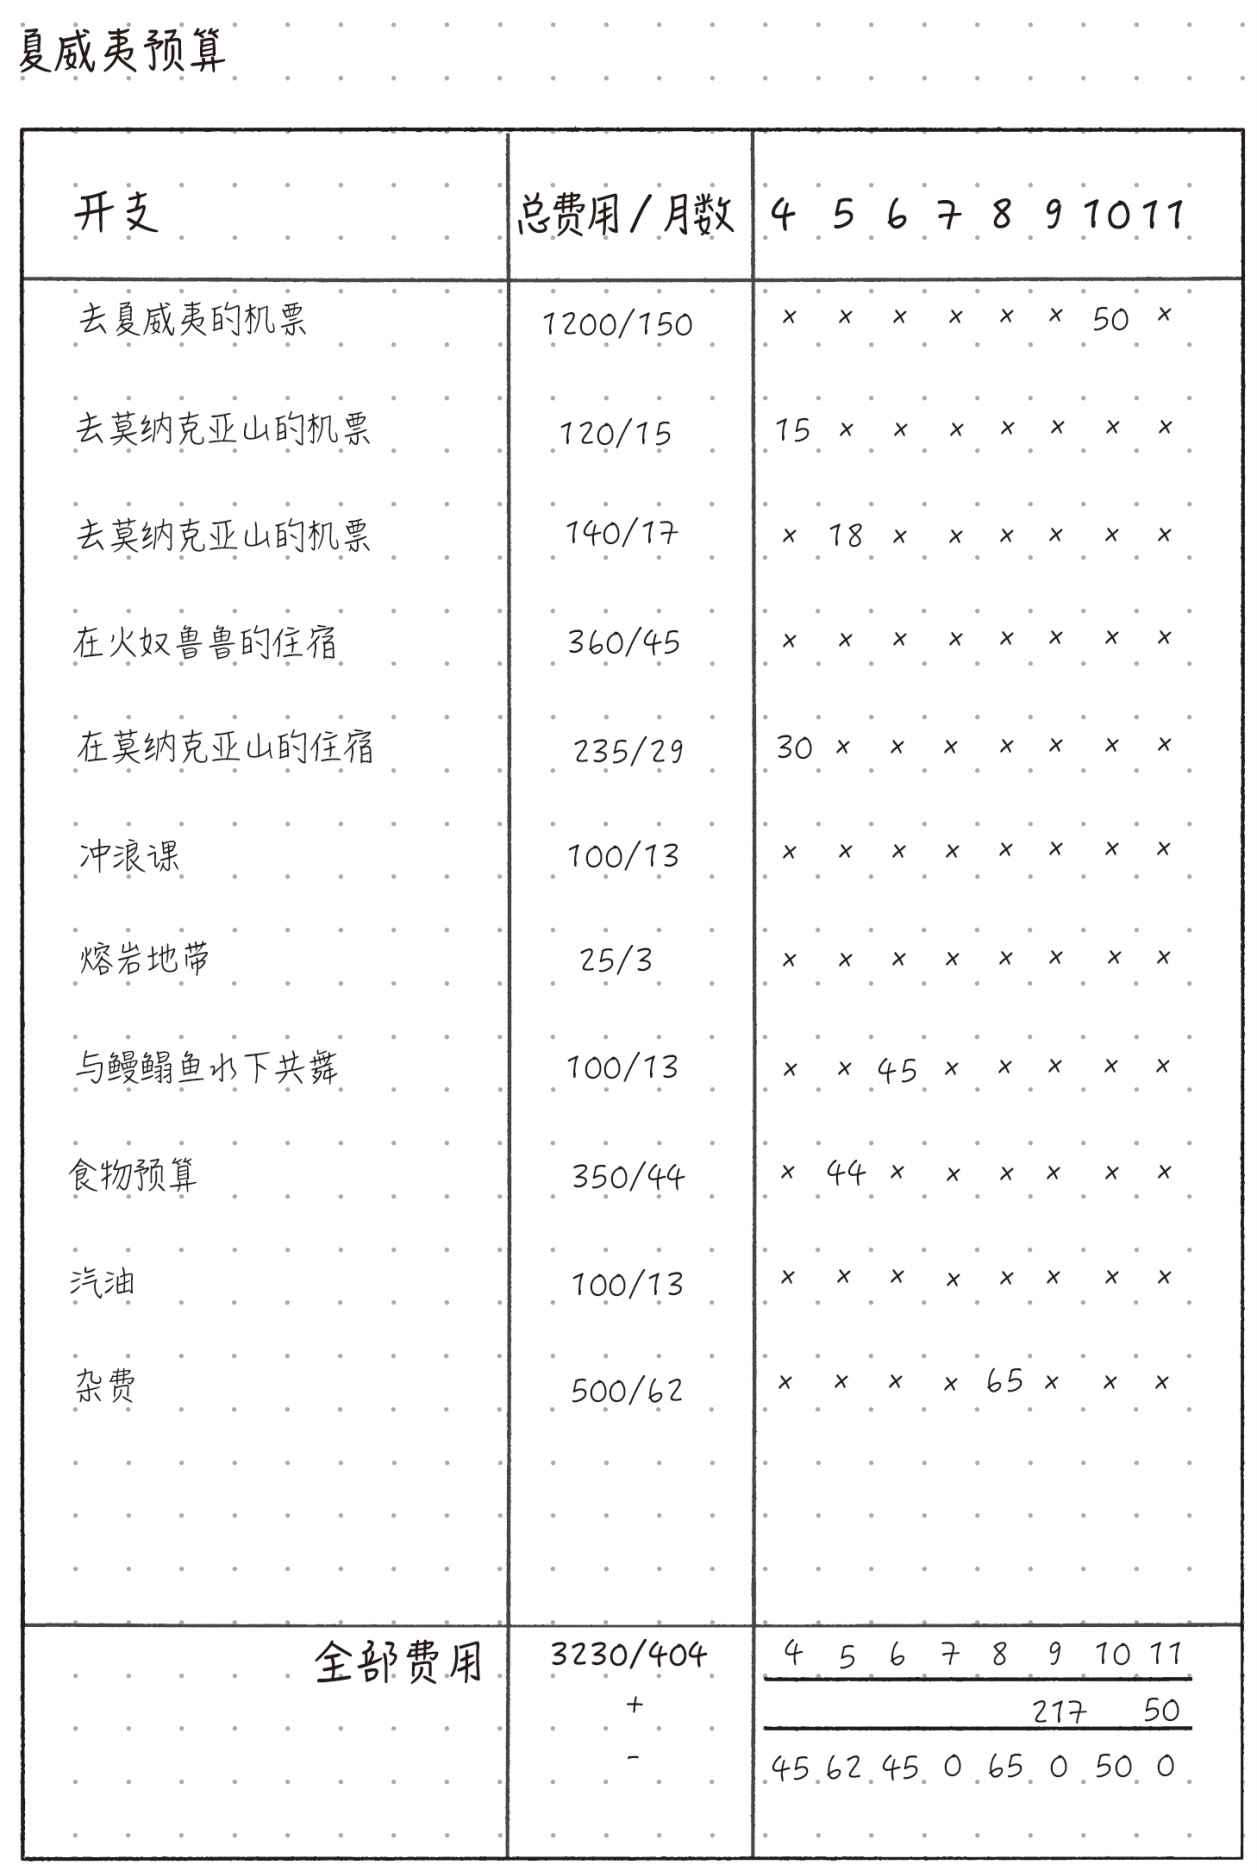 夏威夷预算
开支 总费用/月数 4 5 6 7 8 9 10 11
去夏威夷的机票 1200/150 × × × × × × 50 ×
去莫纳克亚山的机票 120/15 15 × × × × × × ×
去莫纳克亚山的机票 140/17 × 18 × × × × × ×
在火奴鲁鲁的住宿 360/45 × × × × × × × ×
在莫纳克亚山的住宿 235/29 30 × × × × × × ×
冲浪课 100/13 × × × × × × × ×
熔岩地带 25/3 × × × × × × × ×
与鳗鲳鱼水下共舞 100/13 × × 45 × × × × ×
食物预算 350/44 × 44 × × × × × ×
汽油 100/13 × × × × × × × ×
杂费 500/62 × × × × 65 × × ×
全部费用 3230/404 4 5 6 7 8 9 10 11
+ 217 50
- 45 62 45 0 65 0 50 0